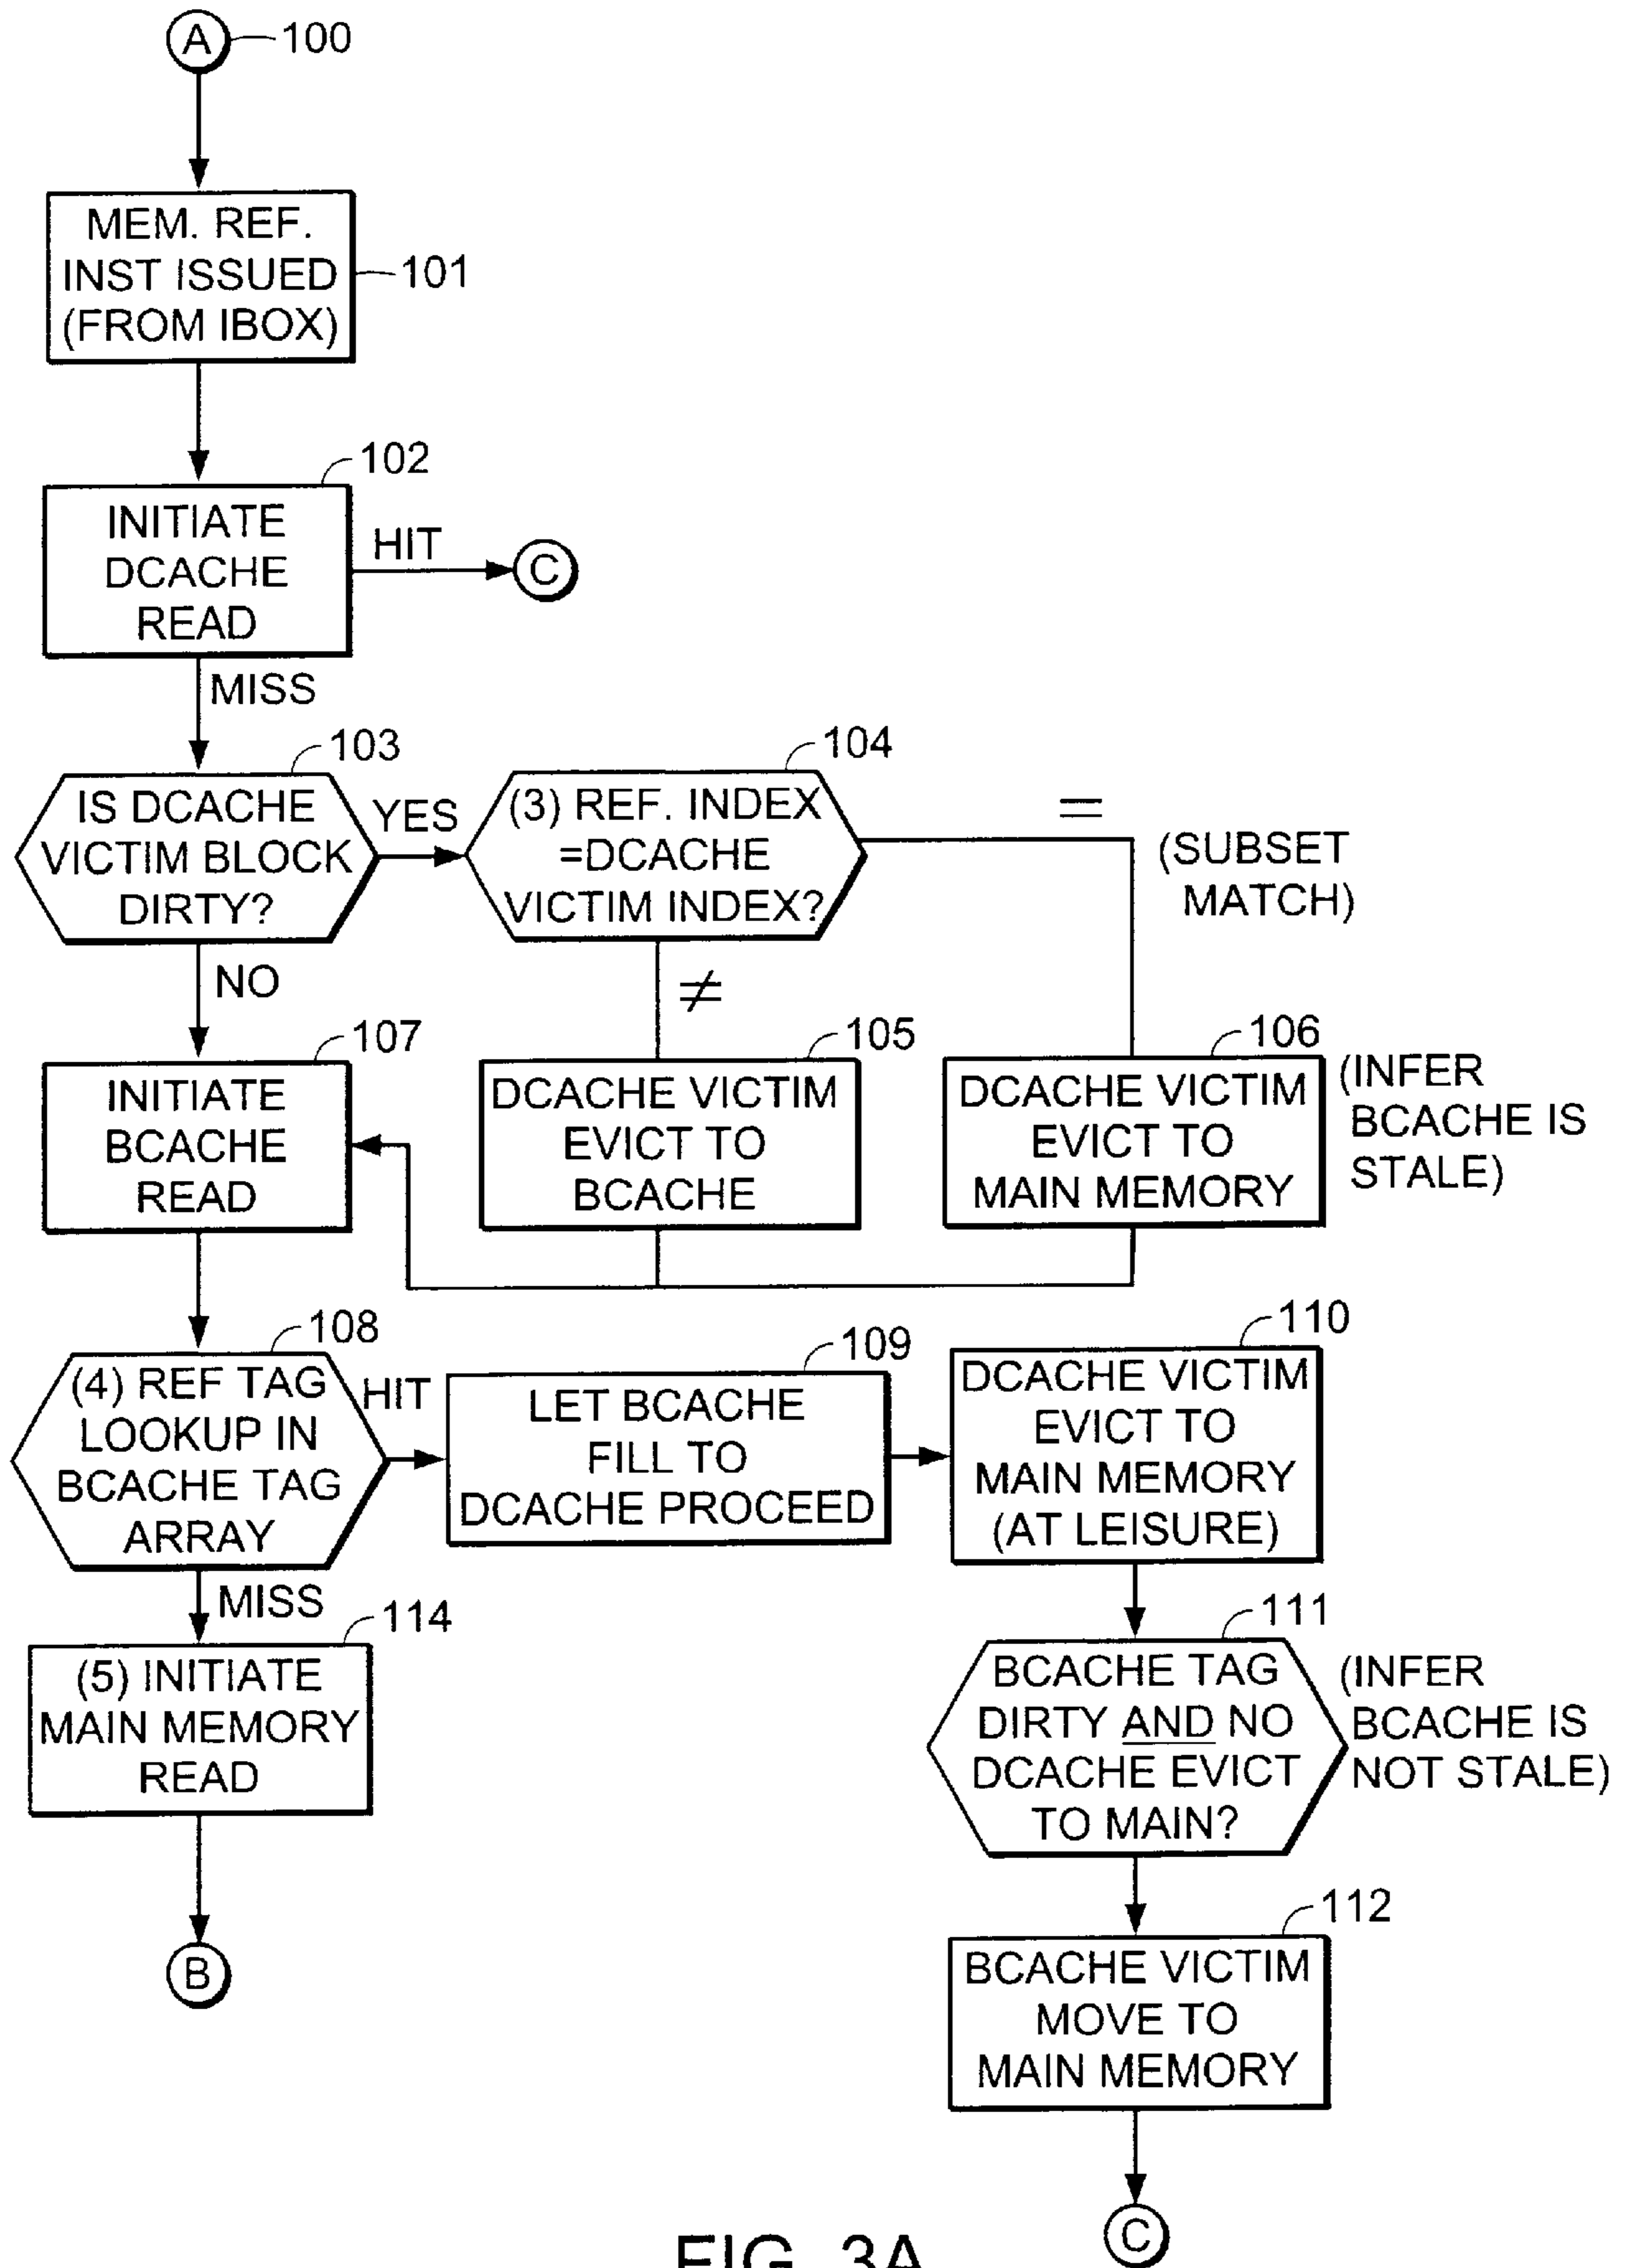 A
100
MEM. REF.
INST ISSUED
(FROM IBOX)
101
102
INITIATE
DCACHE
READ
HIT
C
MISS
103
IS DCACHE
VICTIM BLOCK
DIRTY?
YES
104
(3) REF. INDEX
=DCACHE
VICTIM INDEX?
=
(SUBSET
MATCH)
NO
≠
107
INITIATE
BCACHE
READ
105
DCACHE VICTIM
EVICT TO
BCACHE
106
DCACHE VICTIM
EVICT TO
MAIN MEMORY
(INFER
BCACHE IS
STALE)
108
(4) REF TAG
LOOKUP IN
BCACHE TAG
ARRAY
HIT
109
LET BCACHE
FILL TO
DCACHE PROCEED
110
DCACHE VICTIM
EVICT TO
MAIN MEMORY
(AT LEISURE)
MISS
114
(5) INITIATE
MAIN MEMORY
READ
111
BCACHE TAG
DIRTY AND NO
DCACHE EVICT
TO MAIN?
(INFER
BCACHE IS
NOT STALE)
B
112
BCACHE VICTIM
MOVE TO
MAIN MEMORY
C
FIG. 3A